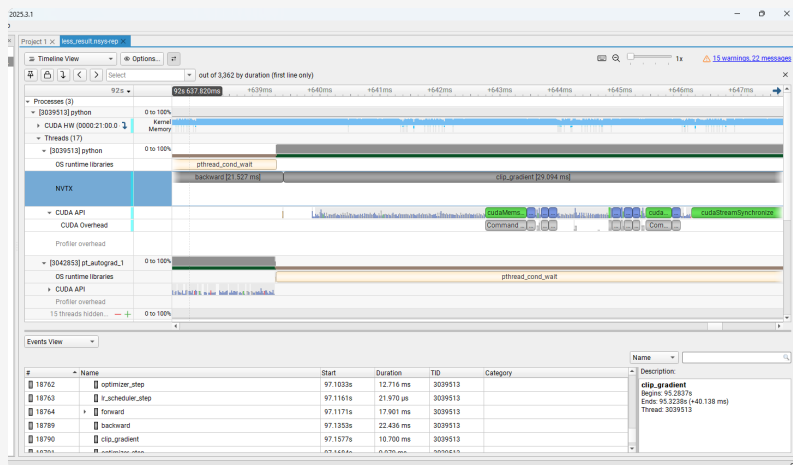 2025.3.1
Project 1 × less_result.nsys-rep ×
Timeline View Options... 1x 15 warnings, 22 messages
Select out of 3,362 by duration (first line only)
92s 92s 637.820ms +639ms +640ms +641ms +642ms +643ms +644ms +645ms +646ms +647ms
Processes (3)
[3039513] python 0 to 100%
CUDA HW (0000:21:00.0 Kernel
Memory
Threads (17)
[3039513] python 0 to 100%
OS runtime libraries pthread_cond_wait
NVTX backward [21.527 ms] clip_gradient [29.094 ms]
CUDA API cudaMems... cuda... cudaStreamSynchronize
CUDA Overhead Command ... Com...
Profiler overhead
[3042853] pt_autograd_1 0 to 100%
OS runtime libraries pthread_cond_wait
CUDA API
Profiler overhead
15 threads hidden... — + 0 to 100%
Events View
Name
# Name Start Duration TID Category
18762 optimizer_step 97.1033s 12.716 ms 3039513
18763 lr_scheduler_step 97.1161s 21.970 μs 3039513
18764 forward 97.1171s 17.901 ms 3039513
18789 backward 97.1353s 22.436 ms 3039513
18790 clip_gradient 97.1577s 10.700 ms 3039513
Description:
clip_gradient
Begins: 95.2837s
Ends: 95.3238s (+40.138 ms)
Thread: 3039513